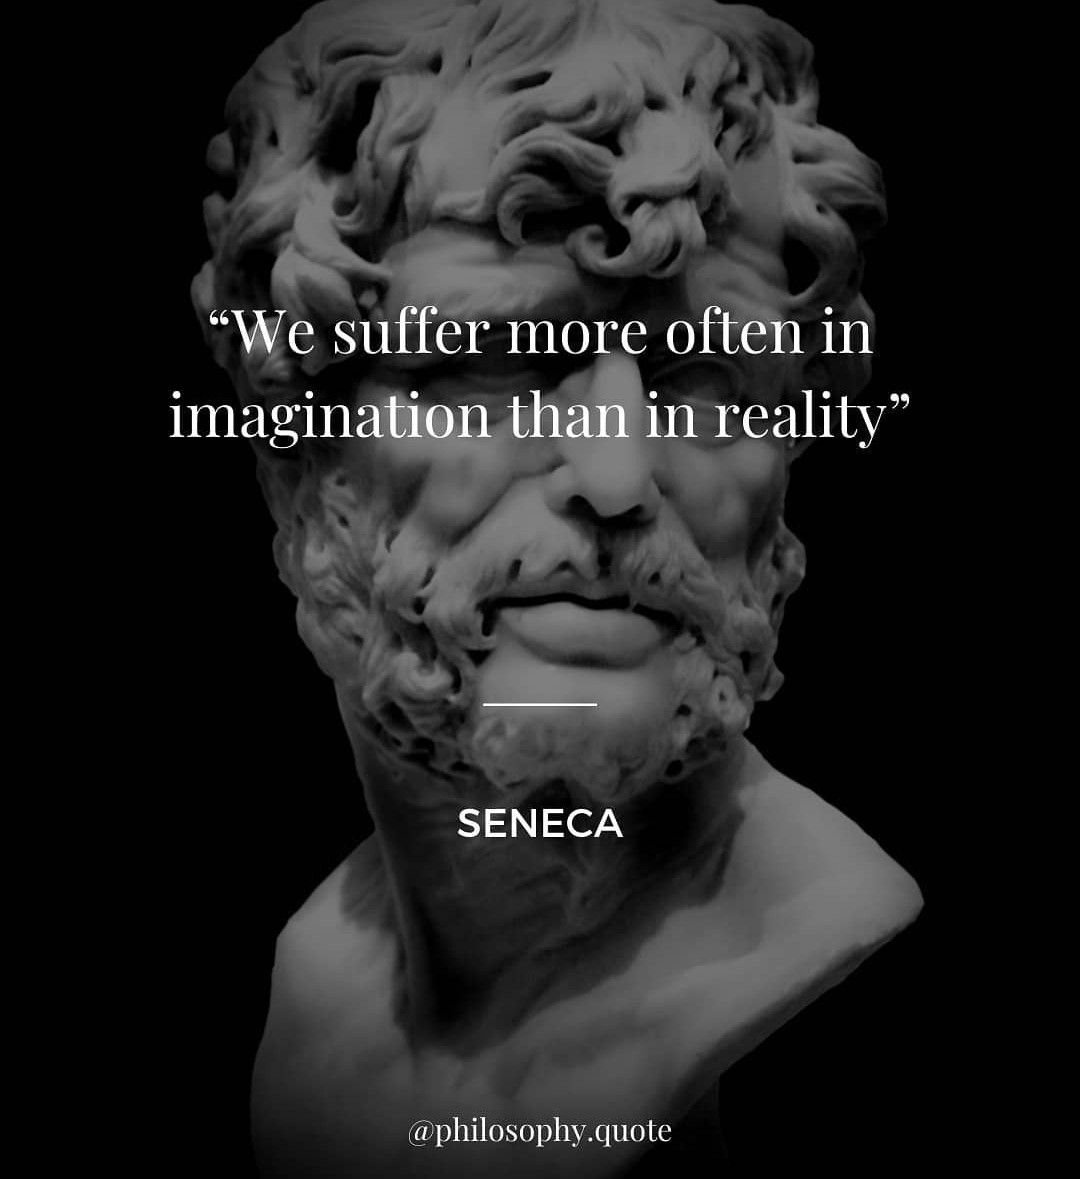 “We suffer more often in
imagination than in reality”
SENECA
@philosophy.quote